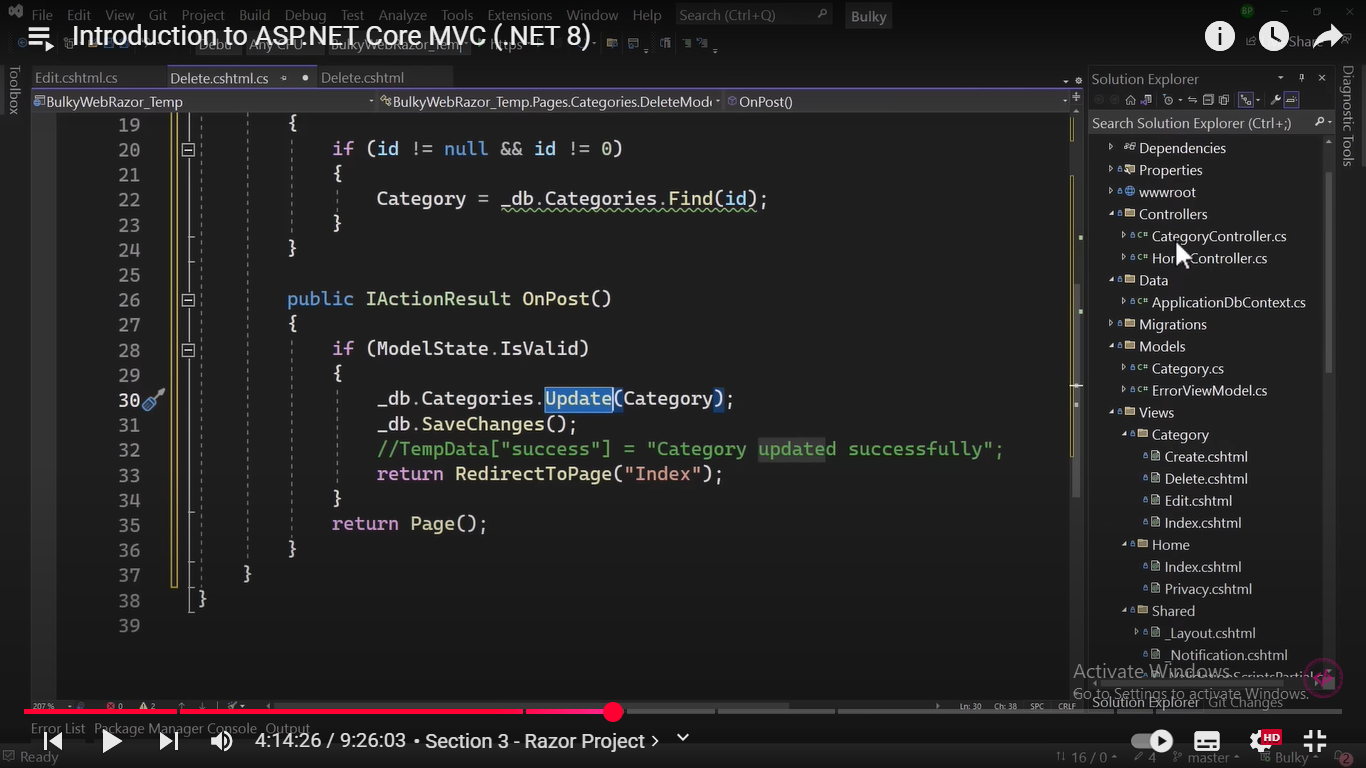 File Edit View Git Project Build Debug Test Analyze Tools Extensions Window Help Search (Ctrl+Q) Bulky
Introduction to ASP.NET Core MVC (.NET 8)
Edit.cshtml.cs Delete.cshtml.cs Delete.cshtml
Solution Explorer
BulkyWebRazor_Temp BulkyWebRazor_Temp.Pages.Categories.DeleteMod OnPost()
Search Solution Explorer (Ctrl+;)
Toolbox
Diagnostic Tools
19 {
20 if (id != null && id != 0)
21 {
22 Category = _db.Categories.Find(id);
23 }
24 }
25
26 public IActionResult OnPost()
27 {
28 if (ModelState.IsValid)
29 {
30 _db.Categories.Update(Category);
31 _db.SaveChanges();
32 //TempData["success"] = "Category updated successfully";
33 return RedirectToPage("Index");
34 }
35 return Page();
36 }
37 }
38 }
39
Dependencies
Properties
wwwroot
Controllers
CategoryController.cs
HomeController.cs
Data
ApplicationDbContext.cs
Migrations
Models
Category.cs
ErrorViewModel.cs
Views
Category
Create.cshtml
Delete.cshtml
Edit.cshtml
Index.cshtml
Home
Index.cshtml
Privacy.cshtml
Shared
_Layout.cshtml
_Notification.cshtml
Activate Windows
Go to Settings to activate Windows.
Solution Explorer Git Changes
207 % 0 2 Ln: 30 Ch: 38 SPC CRLF
Error List Package Manager Console Output
4:14:26 / 9:26:03 • Section 3 - Razor Project
HD
Ready 16 / 0 4 master Bulky 2